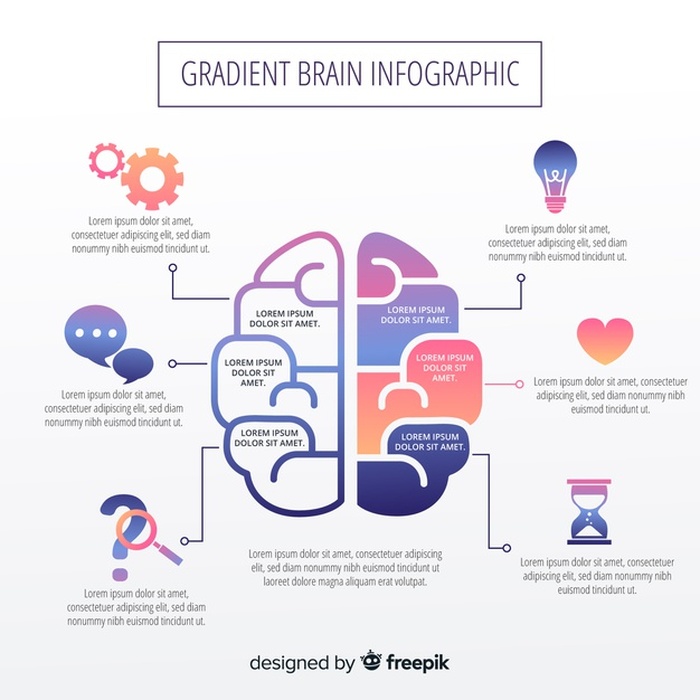 GRADIENT BRAIN INFOGRAPHIC
Lorem ipsum dolor sit amet,
consectetuer adipiscing elit, sed diam
nonummy nibh euismod tincidunt ut.
Lorem ipsum dolor sit amet,
consectetuer adipiscing elit, sed diam
nonummy nibh euismod tincidunt ut.
LOREM IPSUM
DOLOR SIT AMET.
LOREM IPSUM
DOLOR SIT AMET.
Lorem ipsum dolor sit amet,
consectetuer adipiscing elit, sed diam
nonummy nibh euismod tincidunt ut.
LOREM IPSUM
DOLOR SIT
AMET.
LOREM IPSUM
DOLOR SIT
AMET.
Lorem ipsum dolor sit amet, consectetuer
adipiscing elit, sed diam nonummy nibh
euismod tincidunt ut.
LOREM IPSUM
DOLOR SIT AMET.
LOREM IPSUM
DOLOR SIT AMET.
Lorem ipsum dolor sit amet,
consectetuer adipiscing elit, sed diam
nonummy nibh euismod tincidunt ut.
Lorem ipsum dolor sit amet, consectetuer adipiscing
elit, sed diam nonummy nibh euismod tincidunt ut
laoreet dolore magna aliquam erat volutpat.
Lorem ipsum dolor sit amet, consectetuer
adipiscing elit, sed diam nonummy nibh
euismod tincidunt ut.
designed by freepik